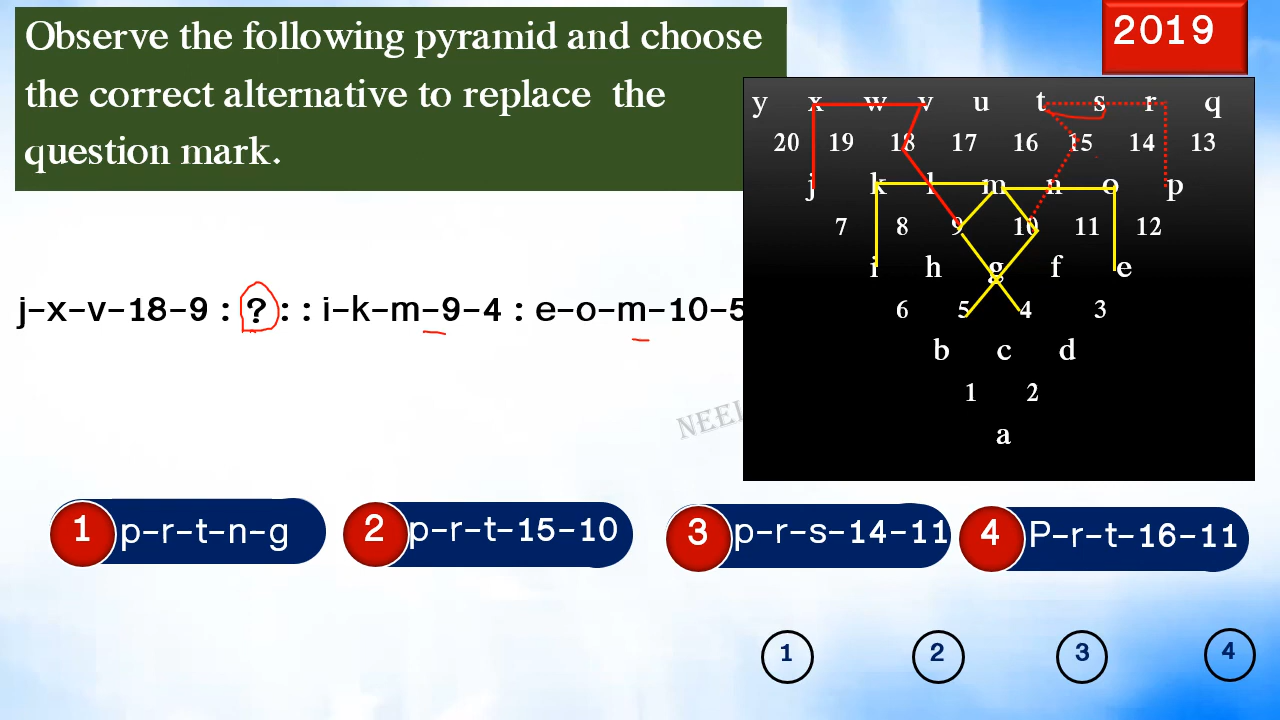 Observe the following pyramid and choose
the correct alternative to replace the
question mark.
2019
y x w v u t s r q
20 19 18 17 16 15 14 13
j k l m n o p
7 8 9 10 11 12
i h g f e
6 5 4 3
b c d
1 2
a
j-x-v-18-9 : ? : : i-k-m-9-4 : e-o-m-10-5
NEEL
1 p-r-t-n-g
2 p-r-t-15-10
3 p-r-s-14-11
4 P-r-t-16-11
1 2 3 4